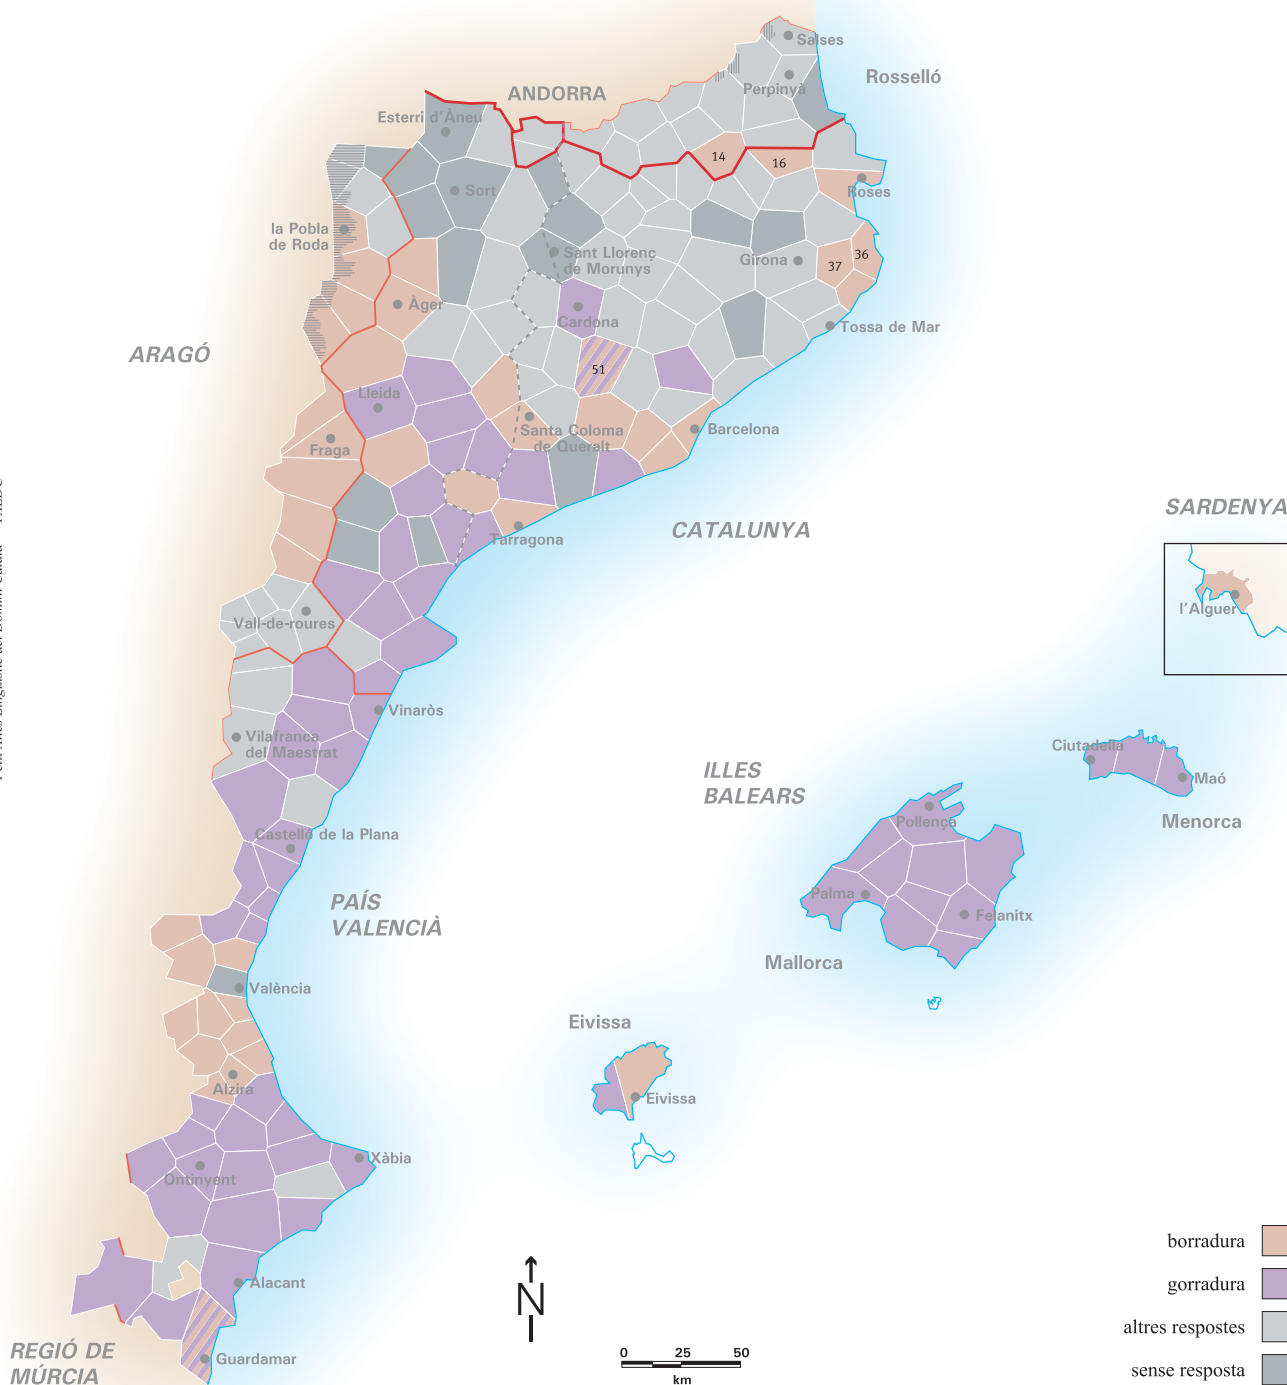 Salses
Rosselló
Perpinyà
ANDORRA
Esterri d'Àneu
14
16
Sort
Roses
la Pobla
de Roda
Sant Llorenç
de Morunys
Girona
37
36
Àger
Cardona
Tossa de Mar
ARAGÓ
51
Lleida
Santa Coloma
de Queralt
Barcelona
Fraga
SARDENYA
CATALUNYA
Tarragona
l'Alguer
Vall-de-roures
Vinaròs
Vilafranca
del Maestrat
Ciutadella
ILLES
BALEARS
Maó
Pollença
Menorca
Castelló de la Plana
Palma
PAÍS
VALENCIÀ
Felanitx
Mallorca
València
Eivissa
Alzira
Eivissa
Xàbia
Ontinyent
borradura
Alacant
gorradura
N
altres respostes
REGIÓ DE
MÚRCIA
Guardamar
0 25 50
km
sense resposta